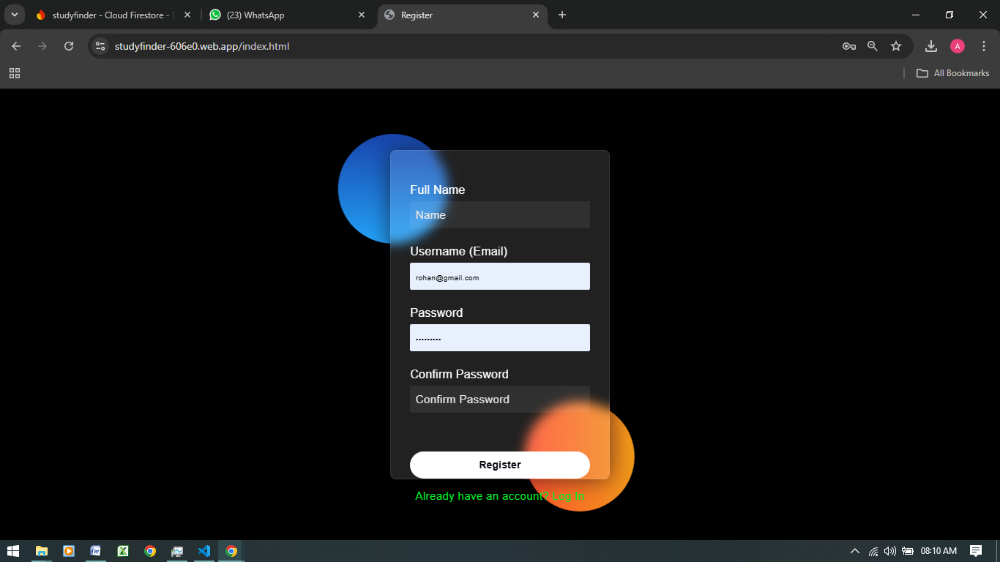 studyfinder - Cloud Firestore -
(23) WhatsApp
Register
studyfinder-606e0.web.app/index.html
A
All Bookmarks
Full Name
Name
Username (Email)
rohan@gmail.com
Password
Confirm Password
Confirm Password
Register
Already have an account? Log In
08:10 AM